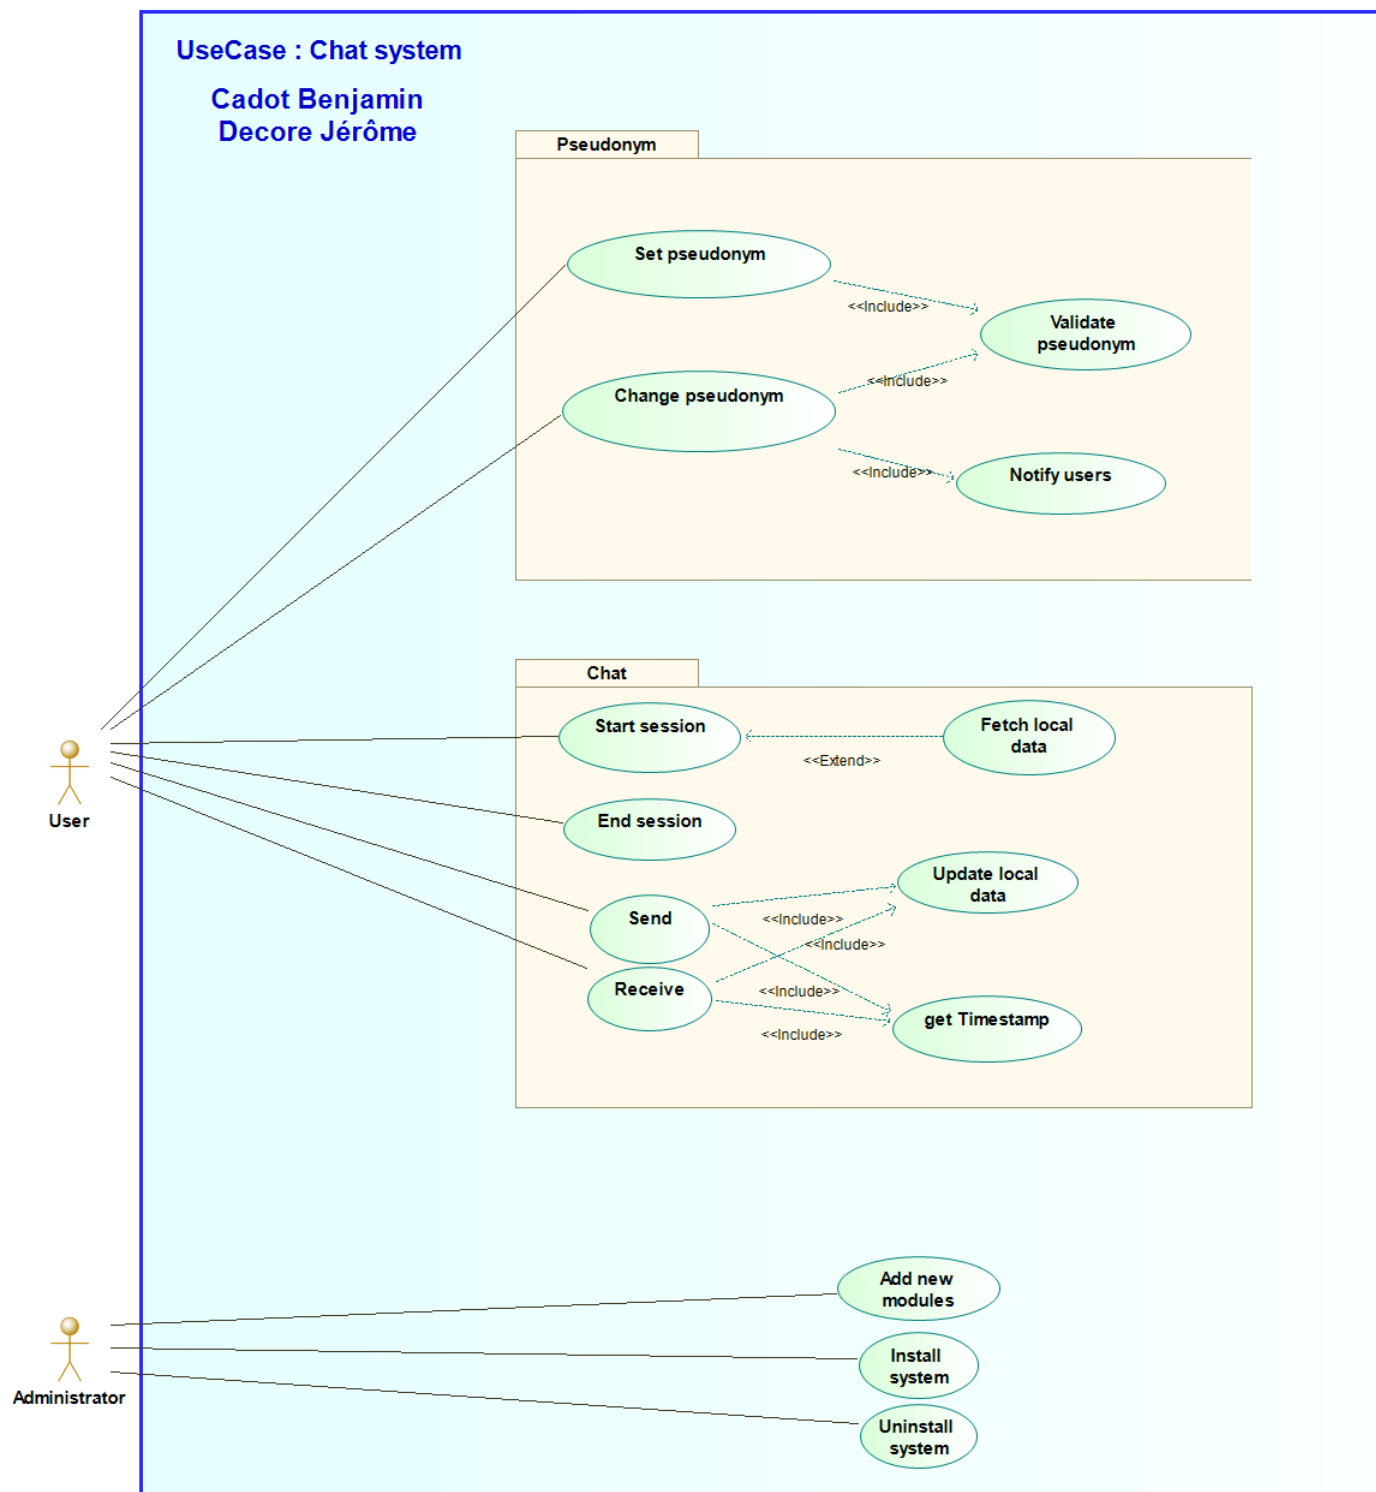 UseCase : Chat system
Cadot Benjamin
Decore Jérôme
Pseudonym
Set pseudonym
<<Include>>
Validate
pseudonym
<<Include>>
Change pseudonym
<<Include>>
Notify users
Chat
Start session
Fetch local
data
<<Extend>>
User
End session
Update local
data
Send
<<Include>>
<<Include>>
Receive
<<Include>>
get Timestamp
<<Include>>
Add new
modules
Install
system
Administrator
Uninstall
system